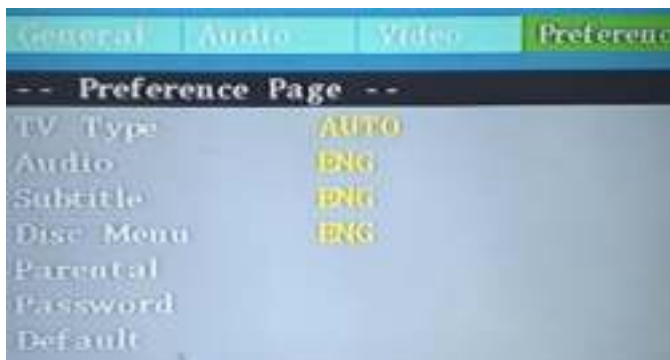 General Audio Video Preferenc
-- Preference Page --
TV Type AUTO
Audio ENG
Subtitle ENG
Disc Menu ENG
Parental
Password
Default